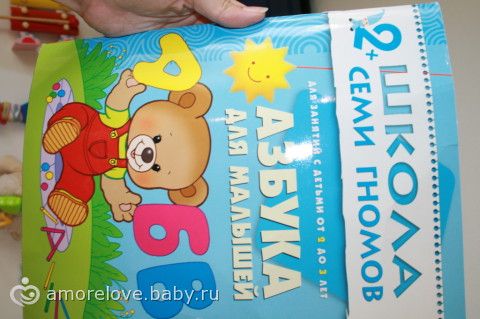 ШКОЛА
2+ СЕМИ ГНОМОВ
ДЛЯ ЗАНЯТИЙ С ДЕТЬМИ ОТ 2 ДО 3 ЛЕТ
АЗБУКА
ДЛЯ МАЛЫШЕЙ
А
Б
В
amorelove.baby.ru